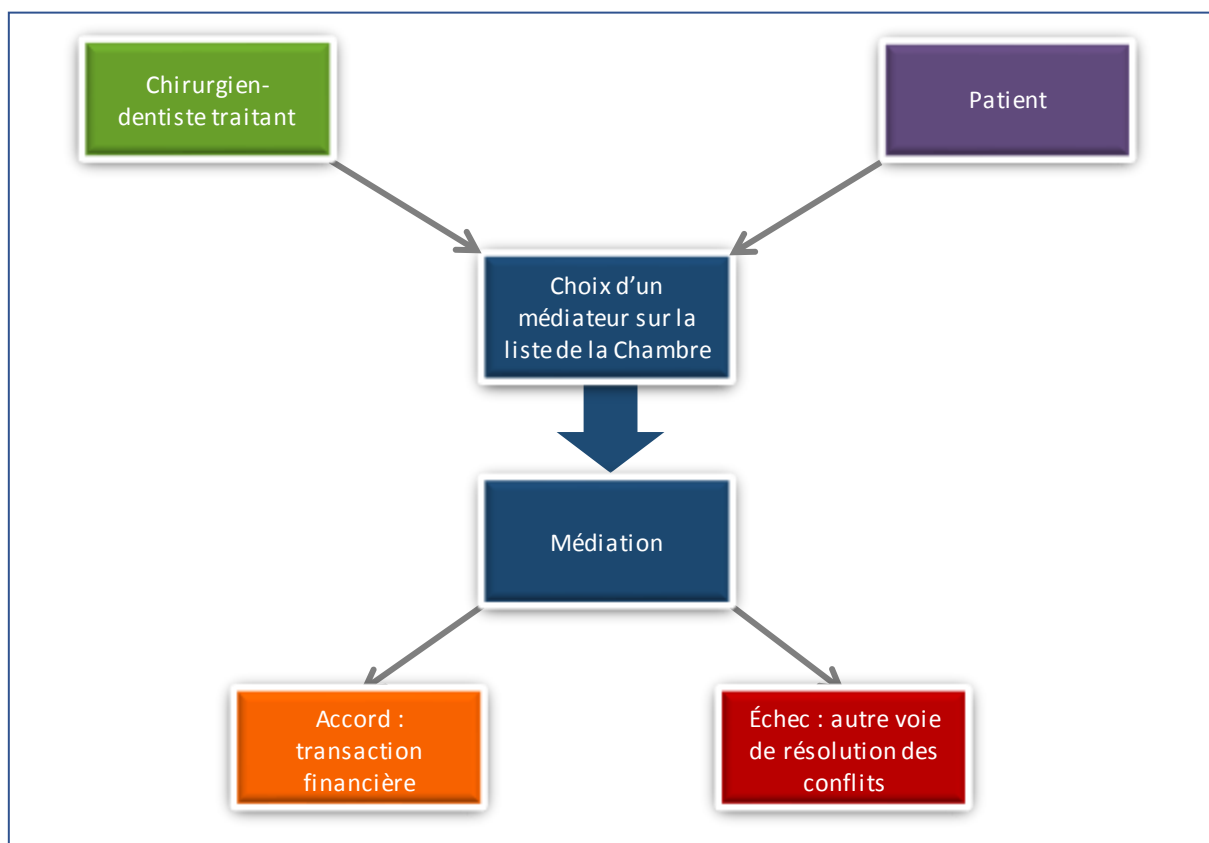 Chirurgien-
dentiste traitant
Patient
Choix d’un
médiateur sur la
liste de la Chambre
Médiation
Accord :
transaction
financière
Échec : autre voie
de résolution des
conflits